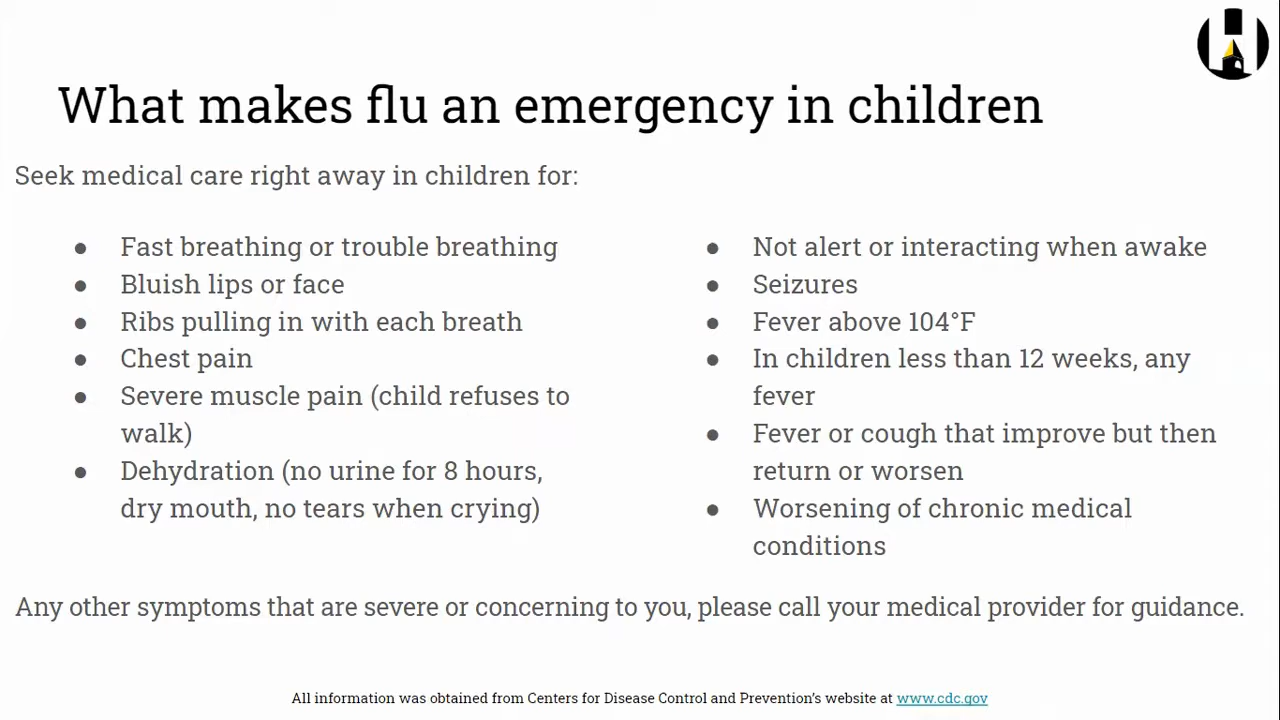 What makes flu an emergency in children
Seek medical care right away in children for:
● Fast breathing or trouble breathing
● Bluish lips or face
● Ribs pulling in with each breath
● Chest pain
● Severe muscle pain (child refuses to
walk)
● Dehydration (no urine for 8 hours,
dry mouth, no tears when crying)
● Not alert or interacting when awake
● Seizures
● Fever above 104°F
● In children less than 12 weeks, any
fever
● Fever or cough that improve but then
return or worsen
● Worsening of chronic medical
conditions
Any other symptoms that are severe or concerning to you, please call your medical provider for guidance.
All information was obtained from Centers for Disease Control and Prevention's website at www.cdc.gov